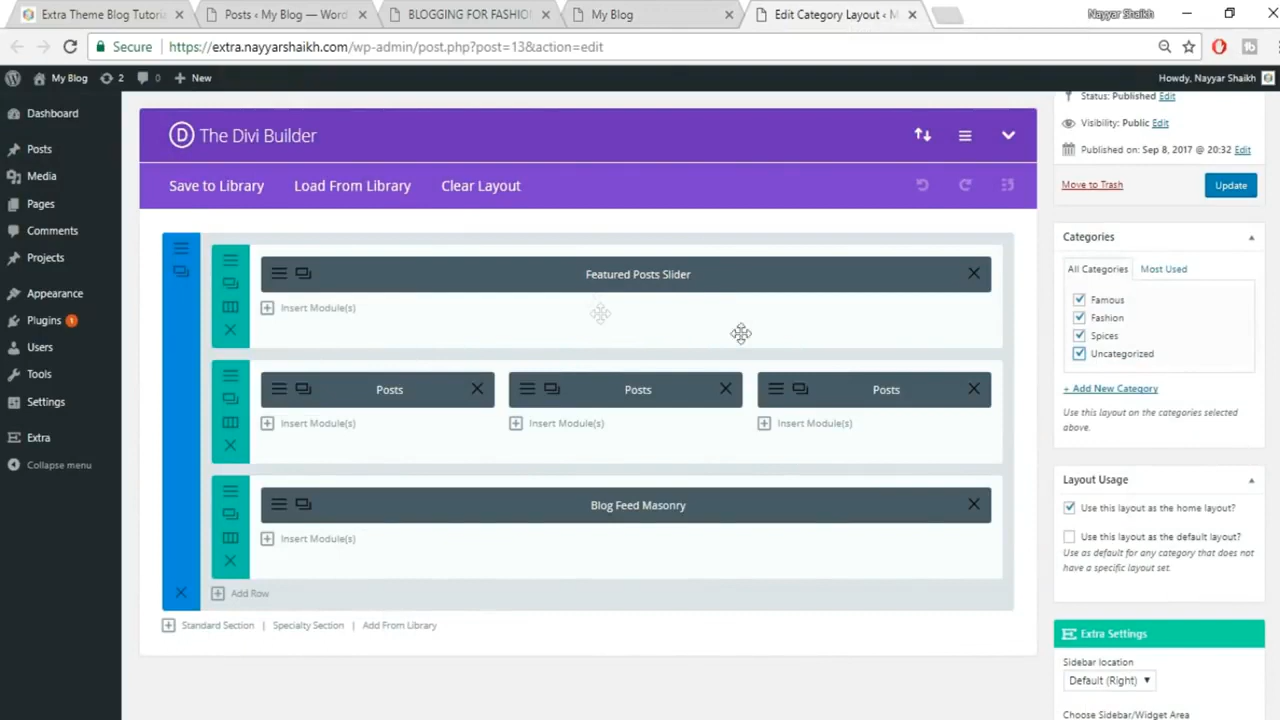 Extra Theme Blog Tutoria
Posts ‹ My Blog — Word
BLOGGING FOR FASHIO
My Blog
Edit Category Layout ‹ M
Nayyar Shaikh
Secure
https://extra.nayyarshaikh.com/wp-admin/post.php?post=13&action=edit
My Blog
2
0
New
Howdy, Nayyar Shaikh
Dashboard
Posts
Media
Pages
Comments
Projects
Appearance
Plugins 1
Users
Tools
Settings
Extra
Collapse menu
D The Divi Builder
Save to Library
Load From Library
Clear Layout
Featured Posts Slider
Insert Module(s)
Posts
Posts
Posts
Insert Module(s)
Insert Module(s)
Insert Module(s)
Blog Feed Masonry
Insert Module(s)
Add Row
Standard Section | Specialty Section | Add From Library
Status: Published Edit
Visibility: Public Edit
Published on: Sep 8, 2017 @ 20:32 Edit
Move to Trash
Update
Categories
All Categories
Most Used
Famous
Fashion
Spices
Uncategorized
+ Add New Category
Use this layout on the categories selected
above.
Layout Usage
Use this layout as the home layout?
Use this layout as the default layout?
Use as default for any category that does not
have a specific layout set.
Extra Settings
Sidebar location
Default (Right)
Choose Sidebar/Widget Area